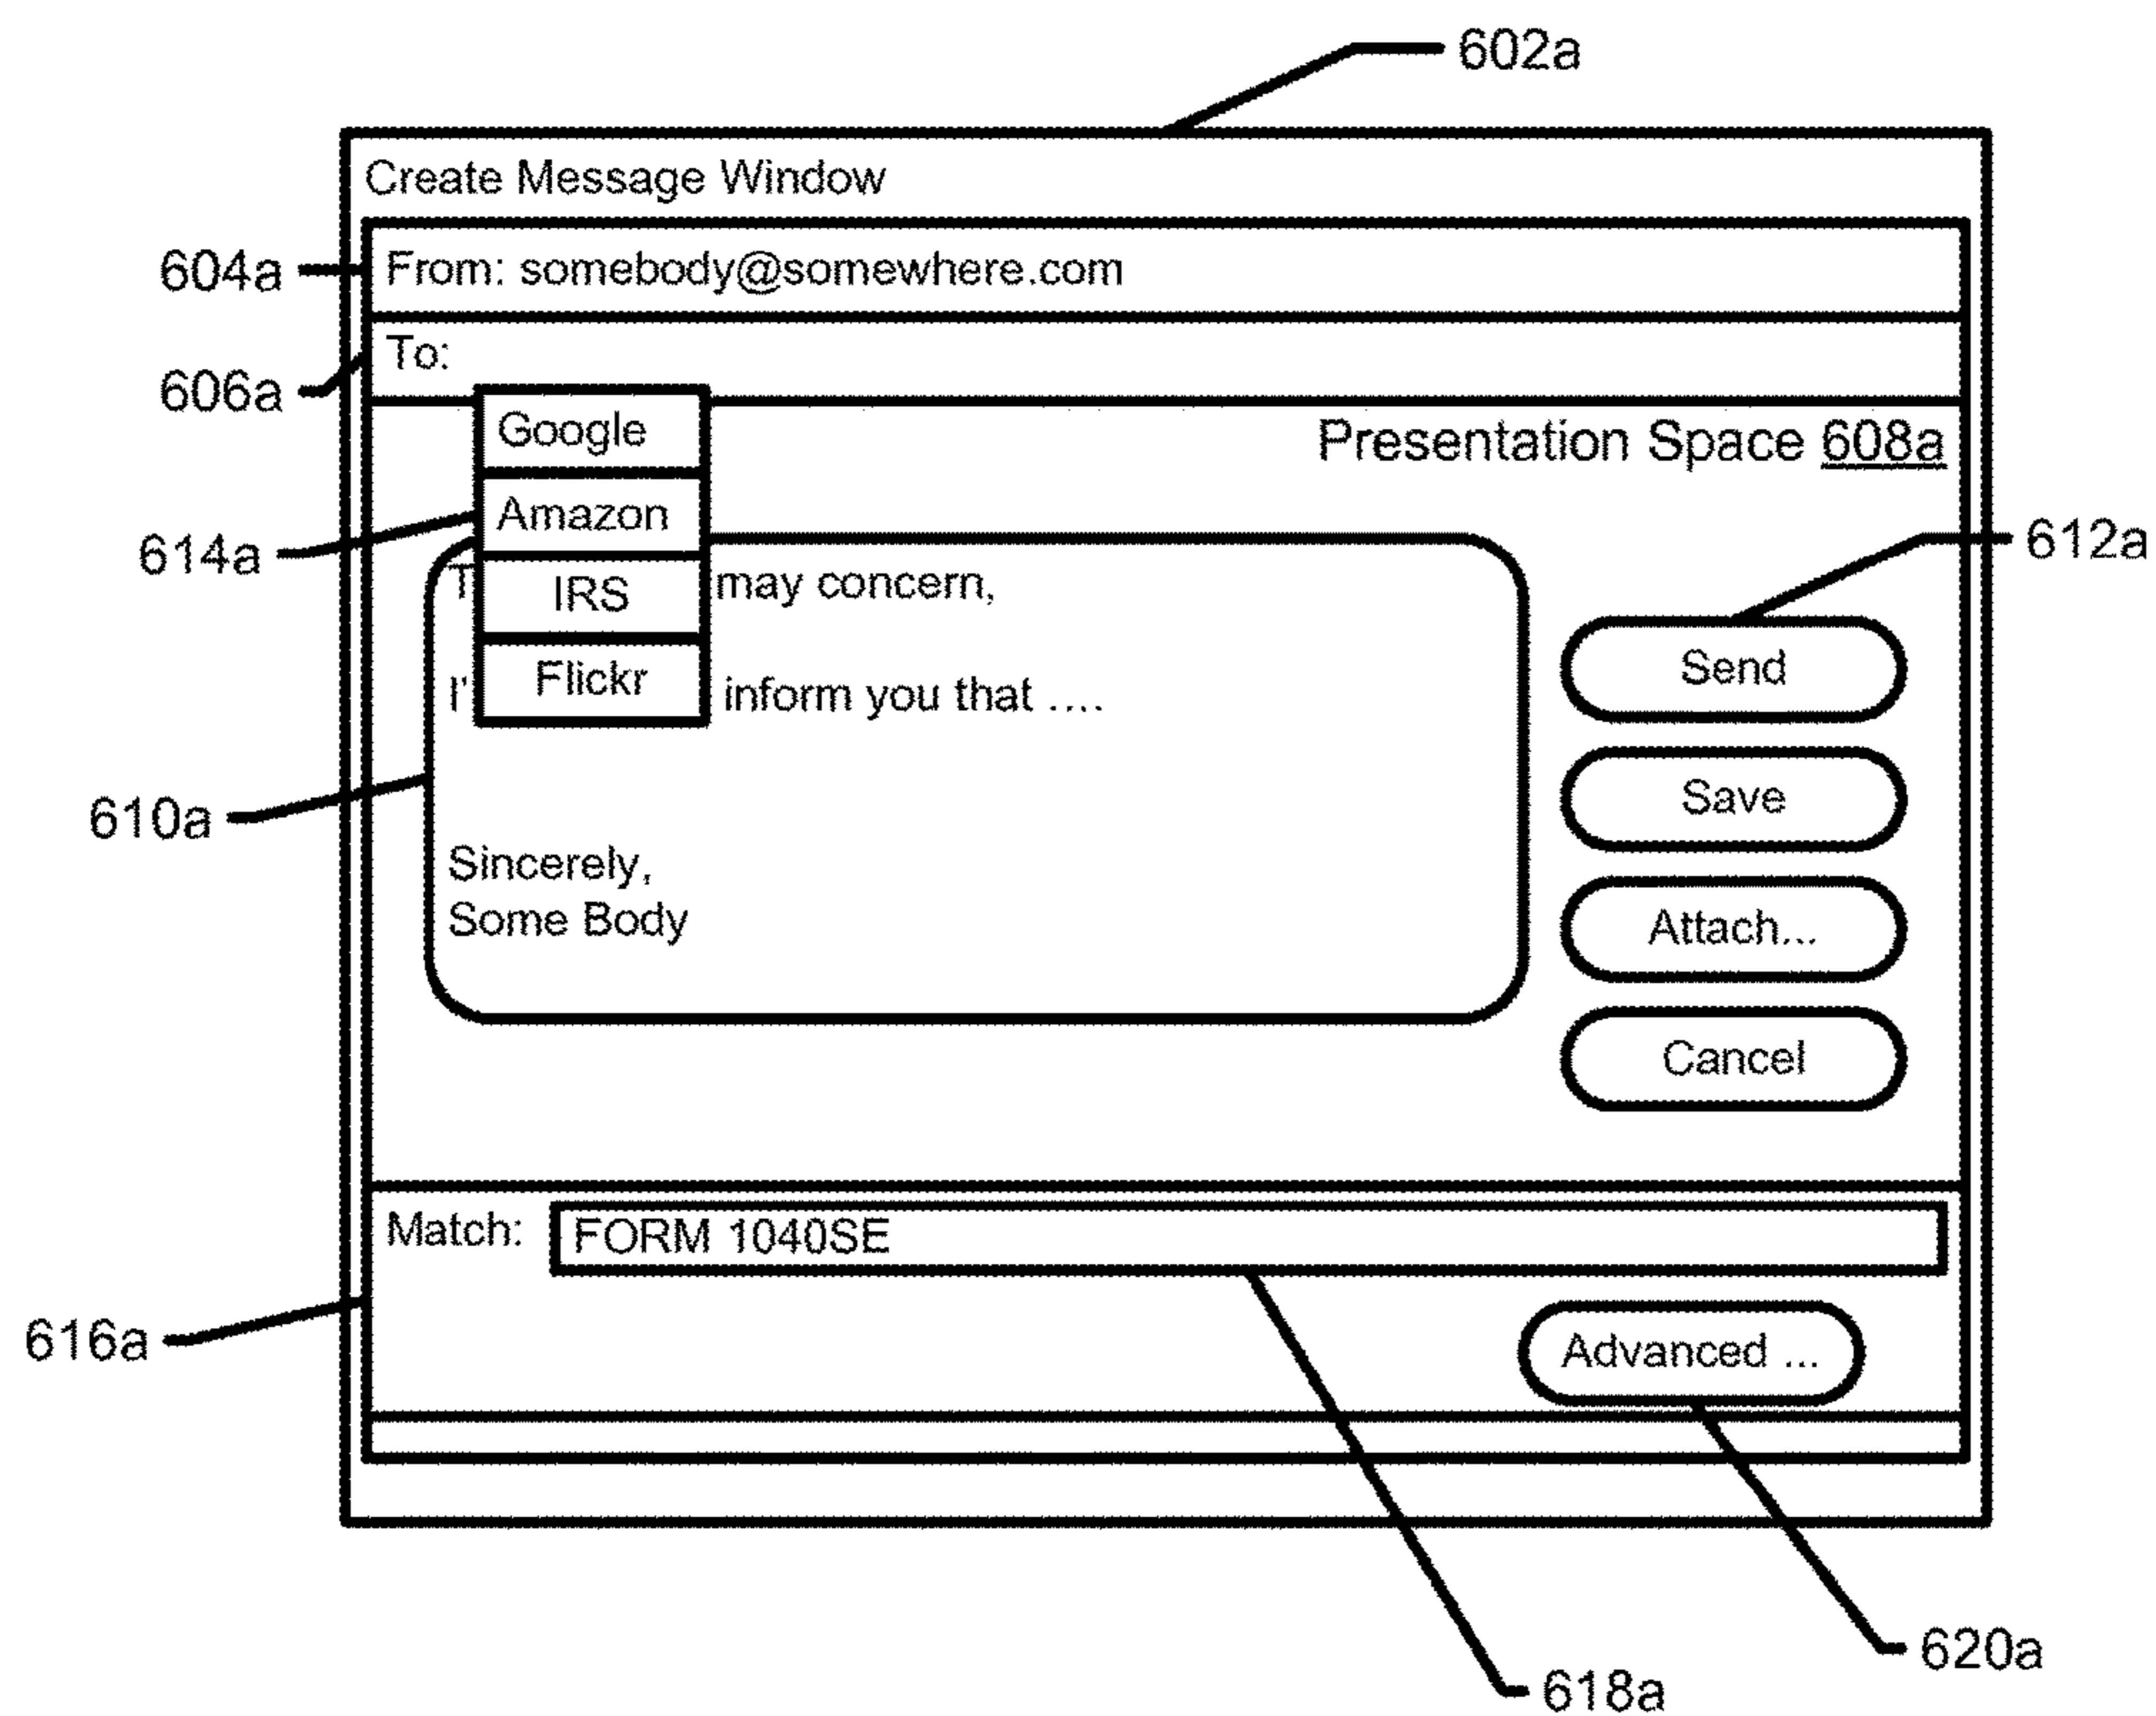 602a
Create Message Window
604a
From: somebody@somewhere.com
606a
To:
Google
Presentation Space 608a
Amazon
614a
612a
IRS
T may concern,
Send
Flickr
I' inform you that ....
Save
610a
Sincerely,
Some Body
Attach...
Cancel
Match: FORM 1040SE
616a
Advanced ...
620a
618a